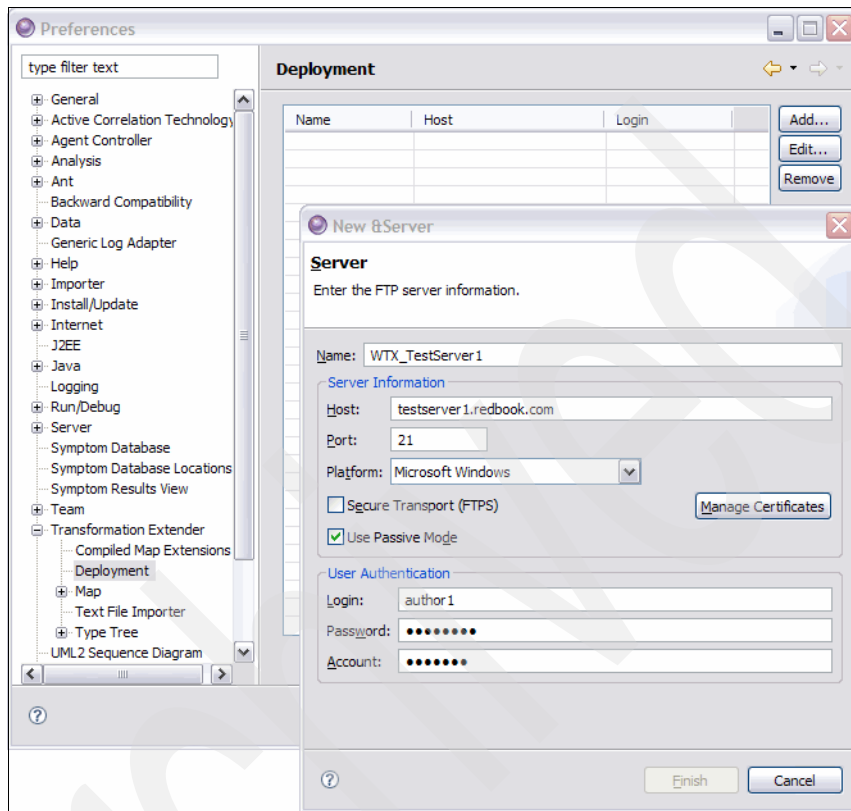 Preferences
type filter text
Deployment
General
Active Correlation Technology
Agent Controller
Analysis
Ant
Backward Compatibility
Data
Generic Log Adapter
Help
Importer
Install/Update
Internet
J2EE
Java
Logging
Run/Debug
Server
Symptom Database
Symptom Database Locations
Symptom Results View
Team
Transformation Extender
Compiled Map Extensions
Deployment
Map
Text File Importer
Type Tree
UML2 Sequence Diagram
Name Host Login
Add...
Edit...
Remove
New &Server
Server
Enter the FTP server information.
Name: WTX_TestServer1
Server Information
Host: testserver1.redbook.com
Port: 21
Platform: Microsoft Windows
Secure Transport (FTPS)
Manage Certificates
Use Passive Mode
User Authentication
Login: author1
Password: ●●●●●●●●
Account: ●●●●●●●
Finish Cancel